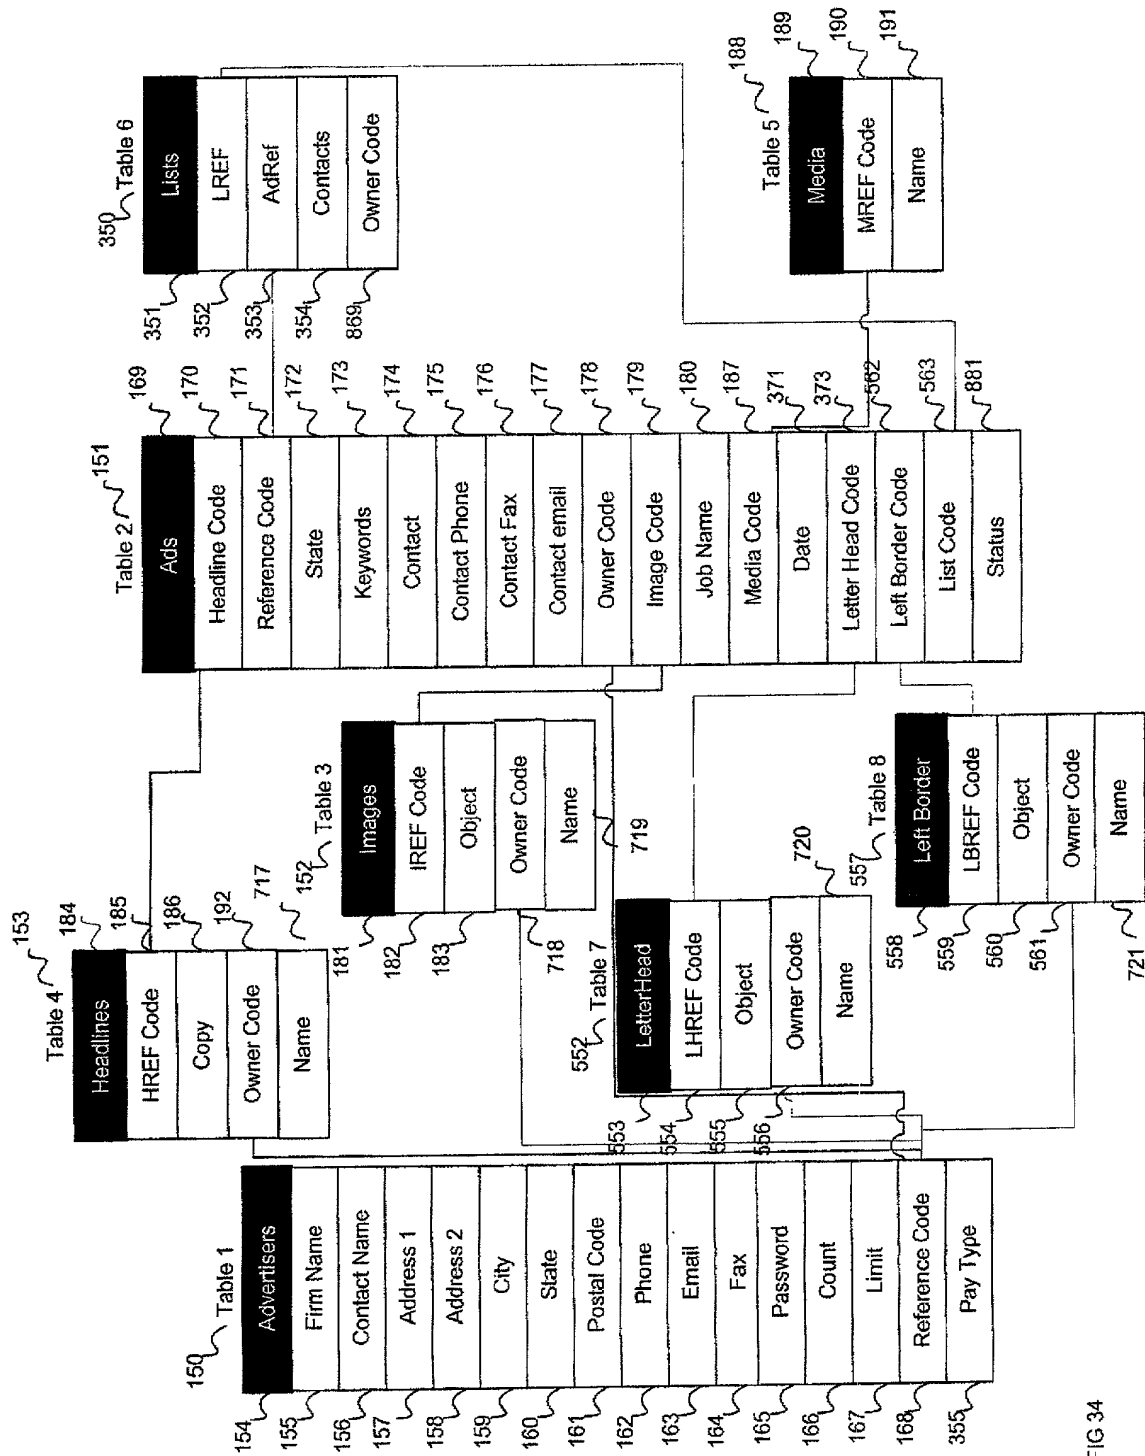 150 Table 1
Advertisers
Firm Name
Contact Name
Address 1
Address 2
City
State
Postal Code
Phone
Email
Fax
Password
Count
Limit
Reference Code
Pay Type
154
155
156
157
158
159
160
161
162
163
164
165
166
167
168
355
Table 4 153
Headlines
HREF Code
Copy
Owner Code
Name
184
185
186
192
717
152 Table 3
Images
IREF Code
Object
Owner Code
Name
181
182
183
718
719
552 Table 7
LetterHead
LHREF Code
Object
Owner Code
Name
553
554
555
556
720
557 Table 8
Left Border
LBREF Code
Object
Owner Code
Name
558
559
560
561
721
Table 2 151
Ads
Headline Code
Reference Code
State
Keywords
Contact
Contact Phone
Contact Fax
Contact email
Owner Code
Image Code
Job Name
Media Code
Date
Letter Head Code
Left Border Code
List Code
Status
169
170
171
172
173
174
175
176
177
178
179
180
187
371
373
562
563
881
350 Table 6
Lists
LREF
AdRef
Contacts
Owner Code
351
352
353
354
869
Table 5 188
Media
MREF Code
Name
189
190
191
FIG 34